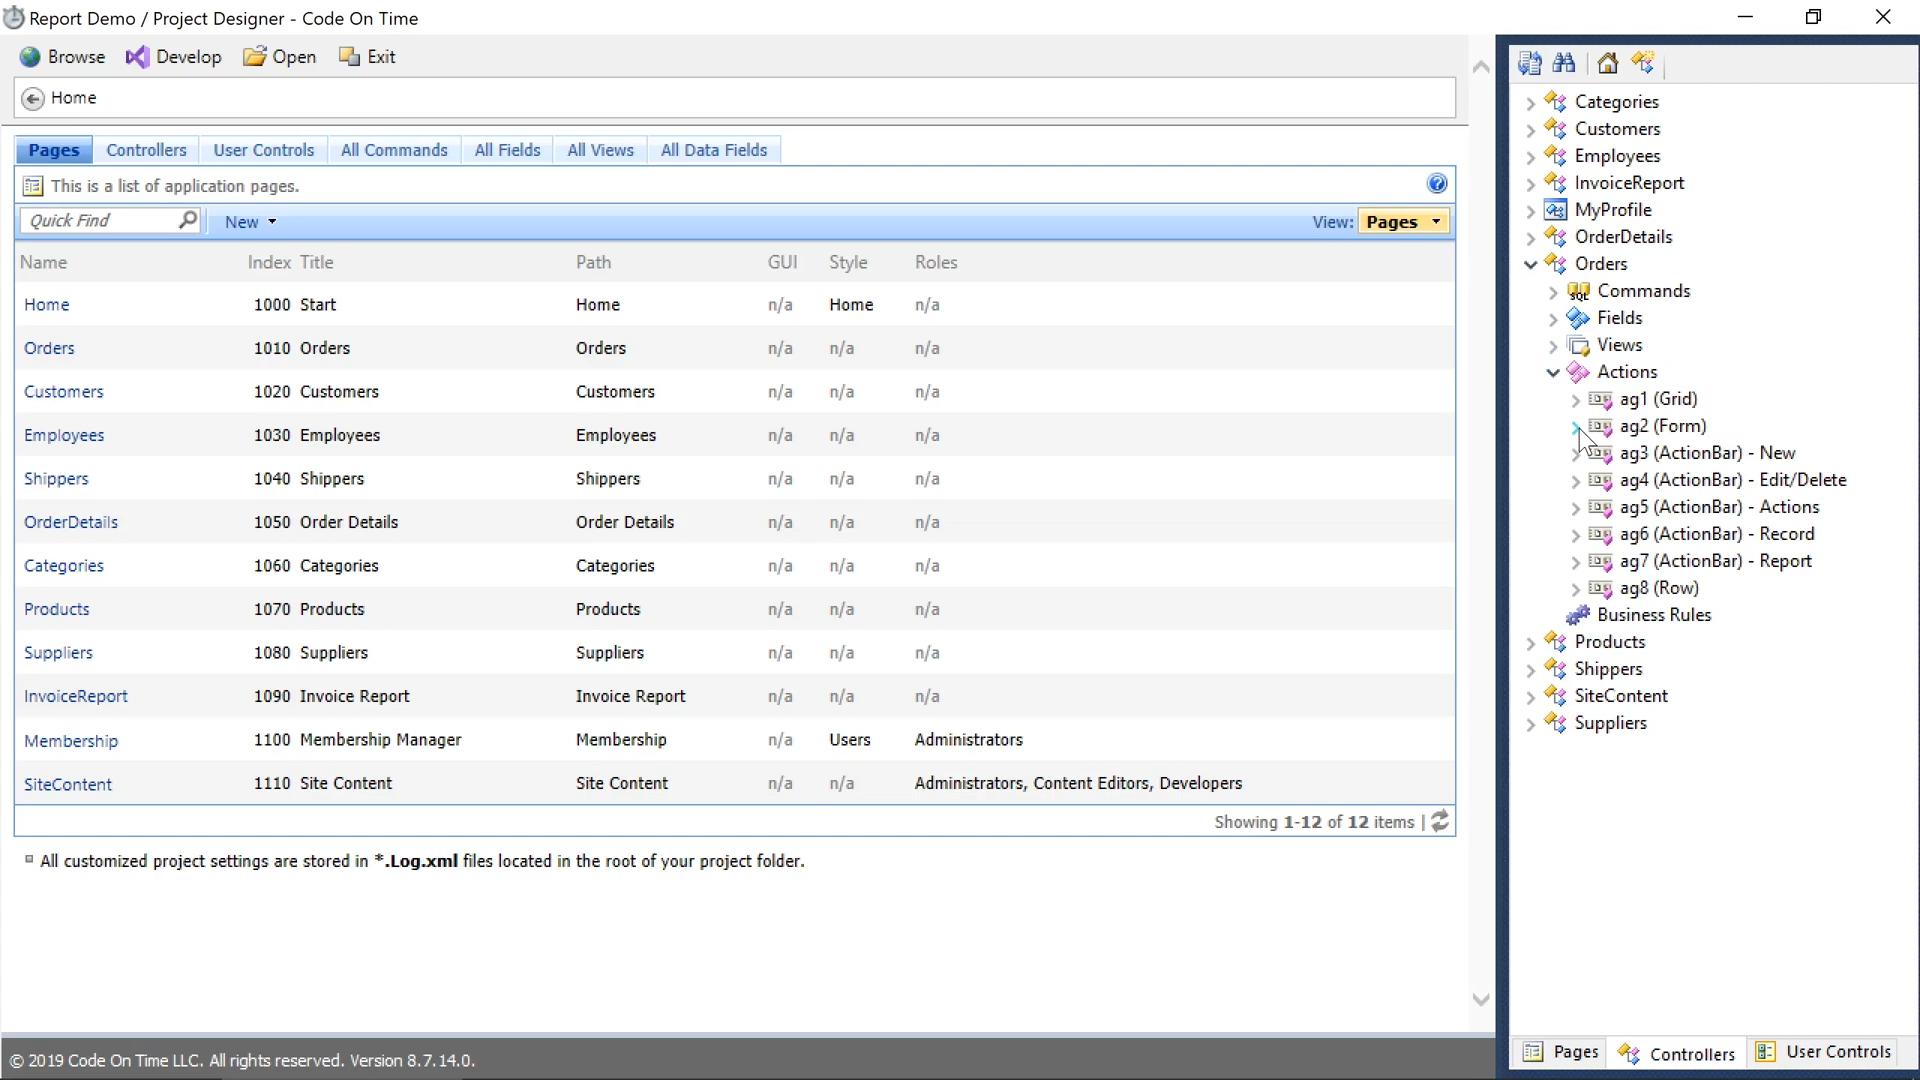 Report Demo / Project Designer - Code On Time
Browse Develop Open Exit
Home
Pages Controllers User Controls All Commands All Fields All Views All Data Fields
This is a list of application pages.
Quick Find New View: Pages
Name Index Title Path GUI Style Roles
Home 1000 Start Home n/a Home n/a
Orders 1010 Orders Orders n/a n/a n/a
Customers 1020 Customers Customers n/a n/a n/a
Employees 1030 Employees Employees n/a n/a n/a
Shippers 1040 Shippers Shippers n/a n/a n/a
OrderDetails 1050 Order Details Order Details n/a n/a n/a
Categories 1060 Categories Categories n/a n/a n/a
Products 1070 Products Products n/a n/a n/a
Suppliers 1080 Suppliers Suppliers n/a n/a n/a
InvoiceReport 1090 Invoice Report Invoice Report n/a n/a n/a
Membership 1100 Membership Manager Membership n/a Users Administrators
SiteContent 1110 Site Content Site Content n/a n/a Administrators, Content Editors, Developers
Showing 1-12 of 12 items |
All customized project settings are stored in *.Log.xml files located in the root of your project folder.
© 2019 Code On Time LLC. All rights reserved. Version 8.7.14.0.
Categories
Customers
Employees
InvoiceReport
MyProfile
OrderDetails
Orders
SQL Commands
Fields
Views
Actions
ag1 (Grid)
ag2 (Form)
ag3 (ActionBar) - New
ag4 (ActionBar) - Edit/Delete
ag5 (ActionBar) - Actions
ag6 (ActionBar) - Record
ag7 (ActionBar) - Report
ag8 (Row)
Business Rules
Products
Shippers
SiteContent
Suppliers
Pages Controllers User Controls